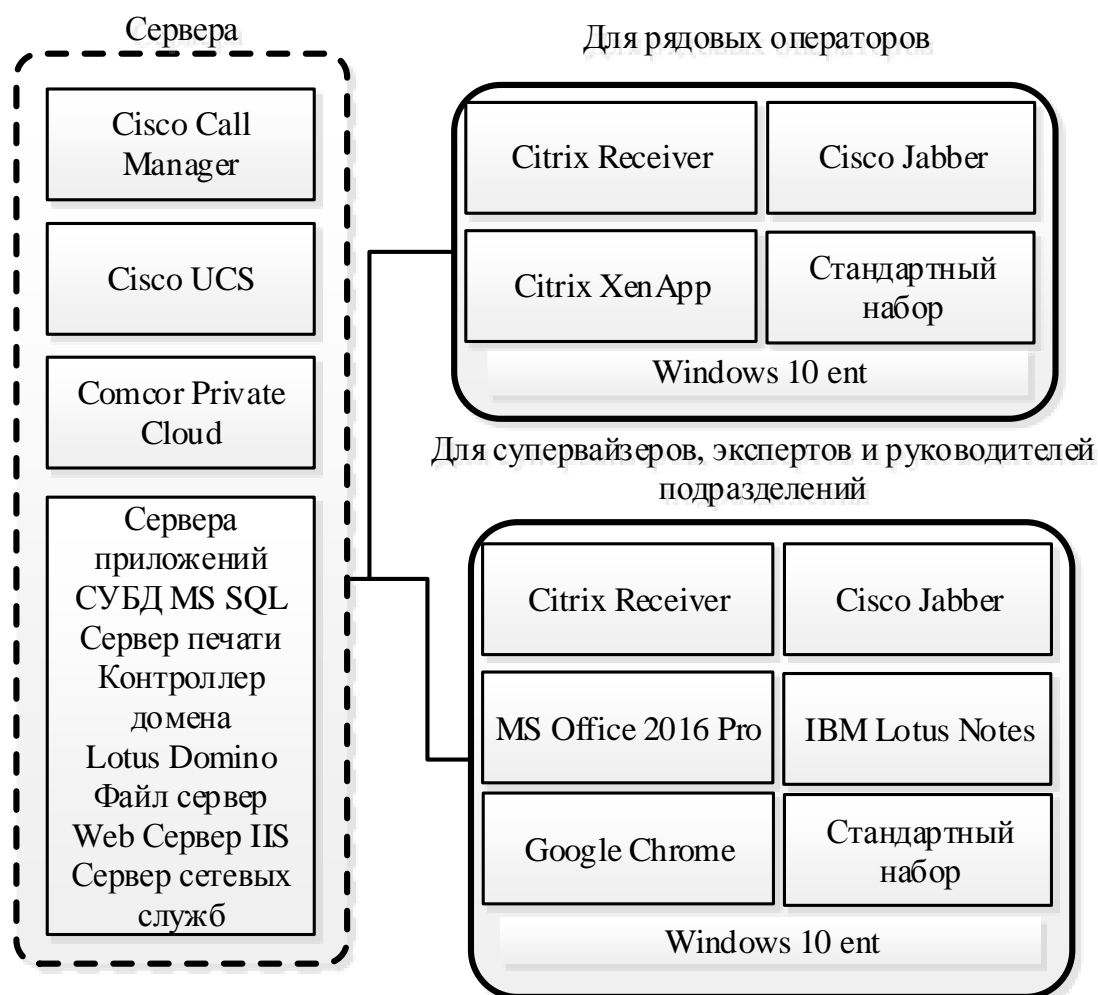 Сервера
Cisco Call
Manager
Cisco UCS
Comcor Private
Cloud
Сервера
приложений
СУБД MS SQL
Сервер печати
Контроллер
домена
Lotus Domino
Файл сервер
Web Сервер IIS
Сервер сетевых
служб
Для рядовых операторов
Citrix Receiver
Cisco Jabber
Citrix XenApp
Стандартный
набор
Windows 10 ent
Для супервайзеров, экспертов и руководителей
подразделений
Citrix Receiver
Cisco Jabber
MS Office 2016 Pro
IBM Lotus Notes
Google Chrome
Стандартный
набор
Windows 10 ent